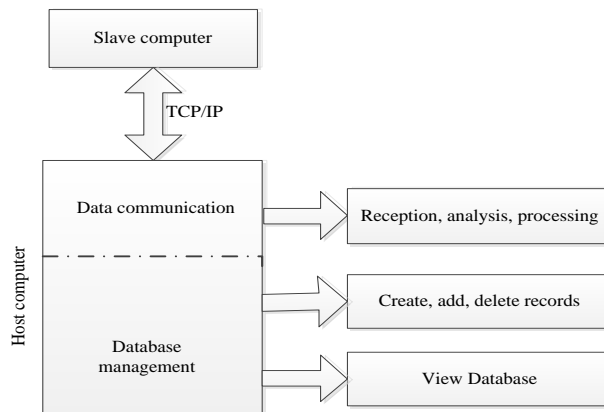 Slave computer
TCP/IP
Host computer
Data communication
Reception, analysis, processing
Create, add, delete records
Database
management
View Database